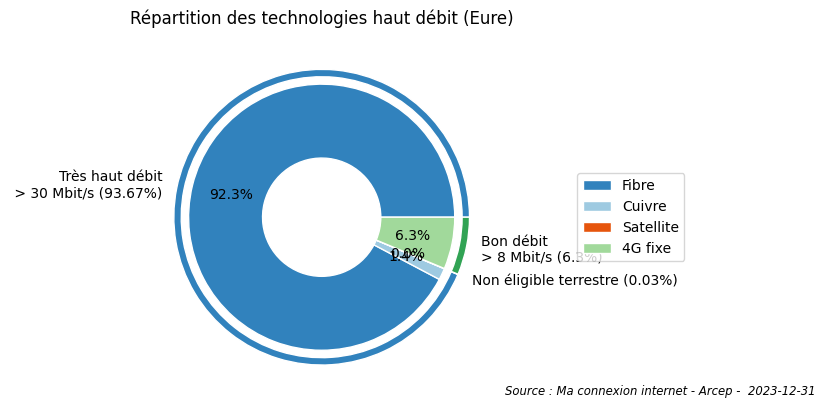 Répartition des technologies haut débit (Eure)
Très haut débit
> 30 Mbit/s (93.67%)
92.3%
6.3%
0.0%
1.4%
Fibre
Cuivre
Satellite
4G fixe
Bon débit
> 8 Mbit/s (6.3%)
Non éligible terrestre (0.03%)
Source : Ma connexion internet - Arcep - 2023-12-31